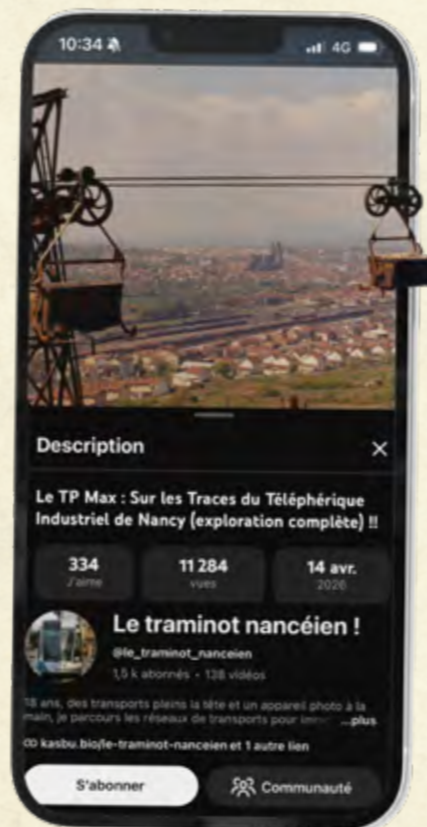 10:34
4G
Description
Le TP Max : Sur les Traces du Téléphérique
Industriel de Nancy (exploration complète) !!
334
J'aime
11 284
vues
14 avr.
2026
Le traminot nancéien !
@le_traminot_nanceien
1,5 k abonnés • 128 vidéos
18 ans, des transports pleins la tête et un appareil photo à la
main, je parcours les réseaux de transports pour ...plus
kasbu.bio/le-traminot-nanceien et 1 autre lien
S'abonner
Communauté